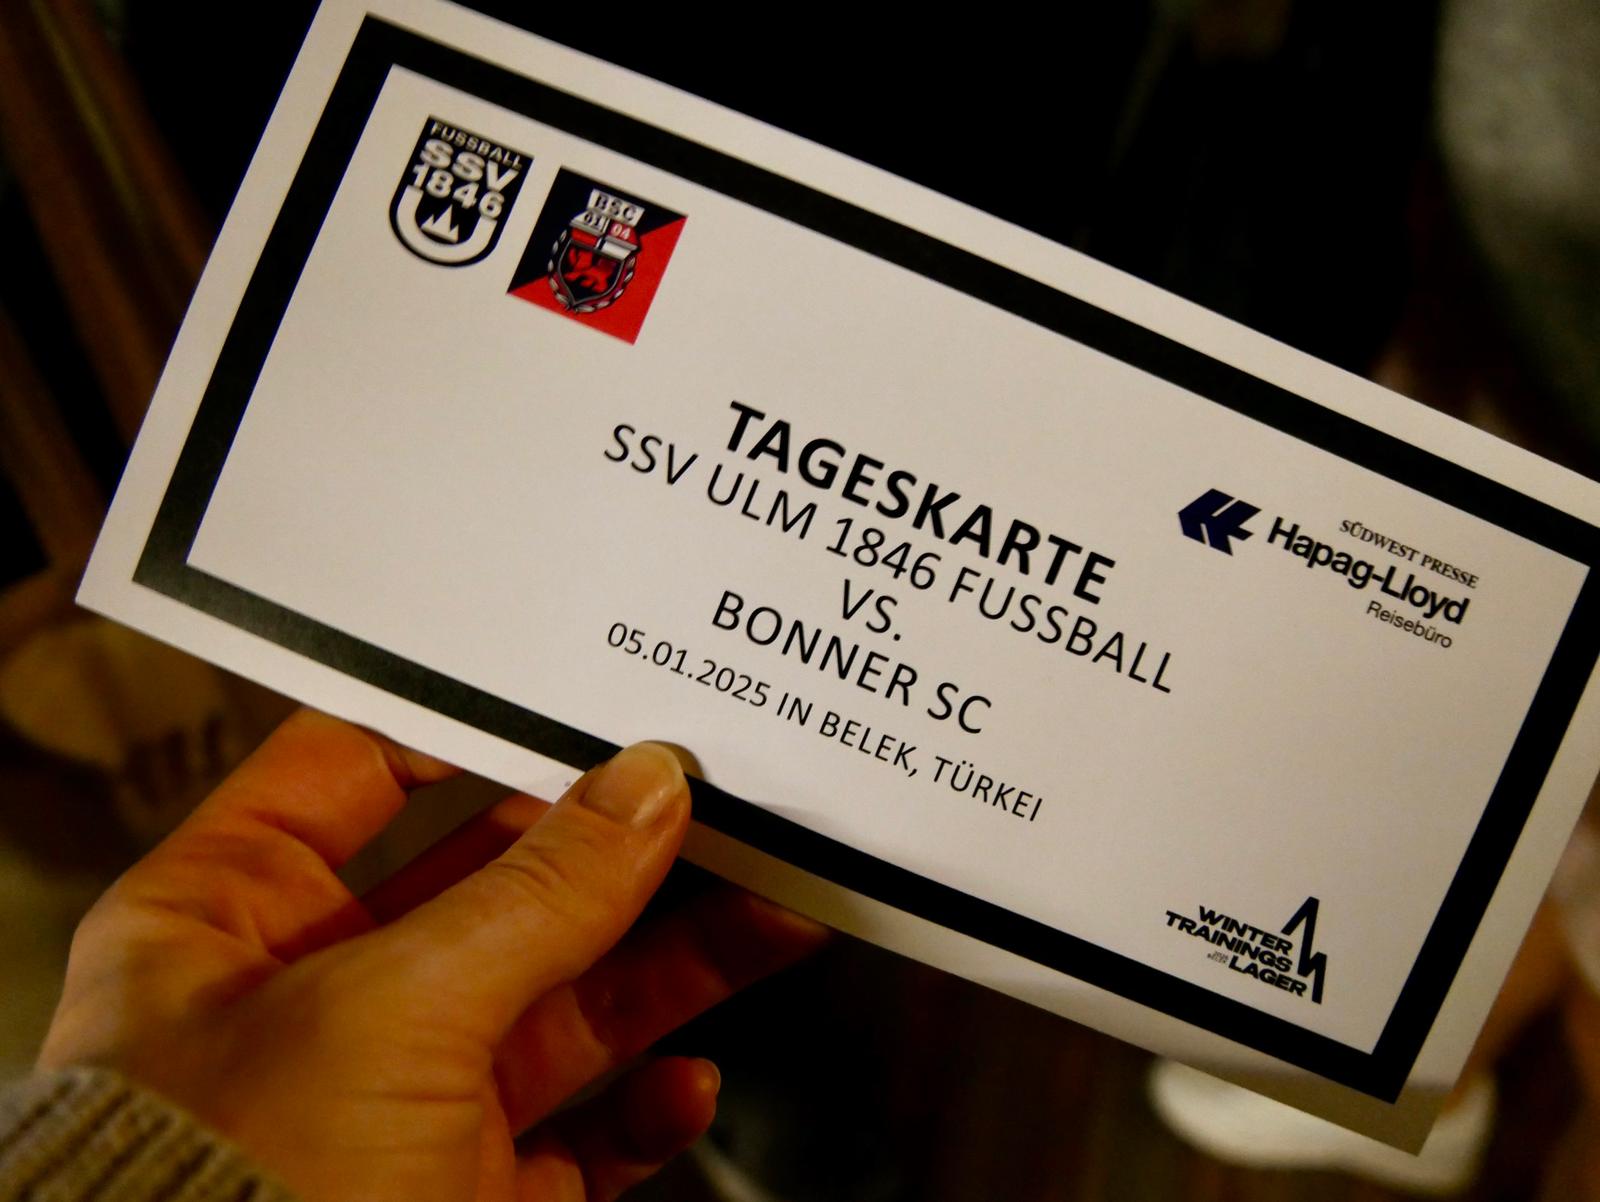 FUSSBALL
SSV
1846
BSC
01 04
TAGESKARTE
SSV ULM 1846 FUSSBALL
VS.
BONNER SC
05.01.2025 IN BELEK, TÜRKEI
SÜDWEST PRESSE
Hapag-Lloyd
Reisebüro
WINTER
TRAININGS
LAGER